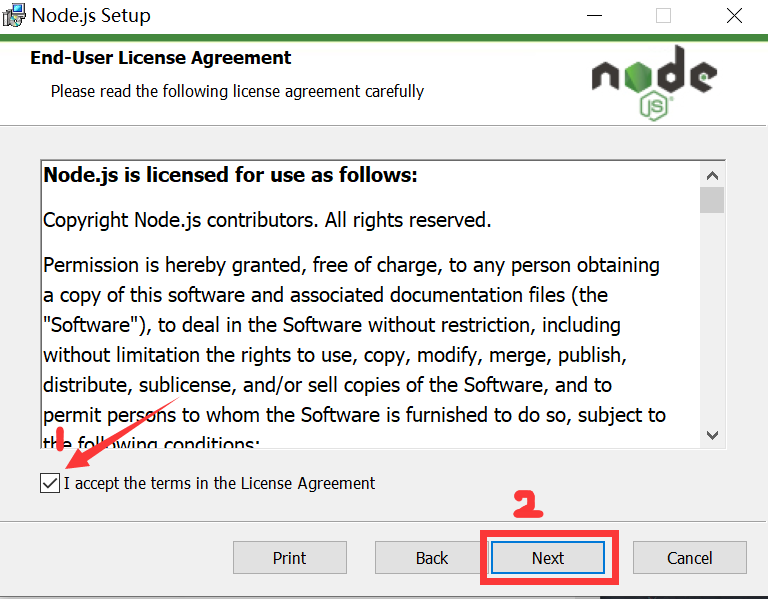 Node.js Setup
End-User License Agreement
Please read the following license agreement carefully
node
JS
Node.js is licensed for use as follows:
Copyright Node.js contributors. All rights reserved.
Permission is hereby granted, free of charge, to any person obtaining
a copy of this software and associated documentation files (the
"Software"), to deal in the Software without restriction, including
without limitation the rights to use, copy, modify, merge, publish,
distribute, sublicense, and/or sell copies of the Software, and to
permit persons to whom the Software is furnished to do so, subject to
the following conditions:
1
I accept the terms in the License Agreement
2
Print
Back
Next
Cancel